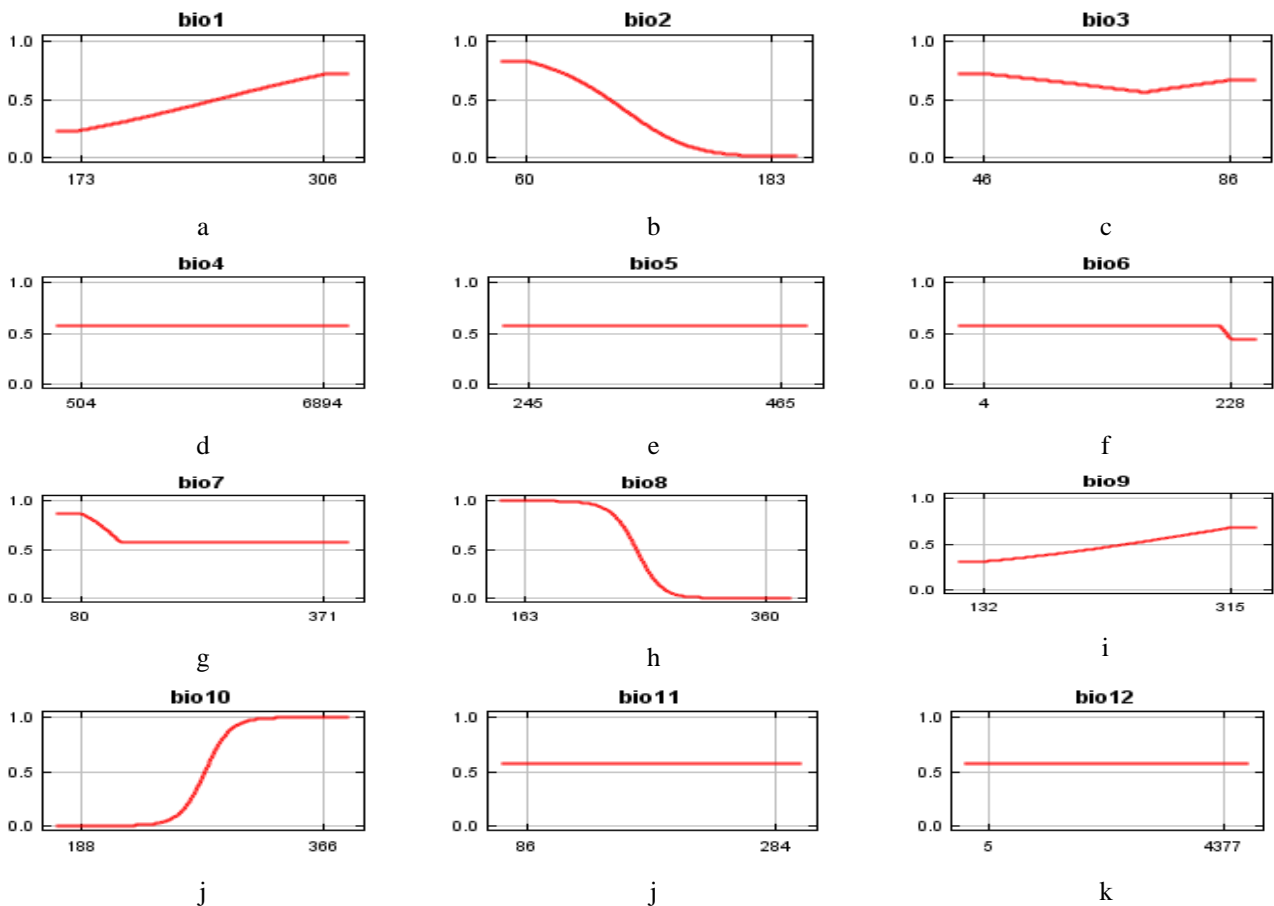 bio1 bio2 bio3
1.0 1.0 1.0
0.5 0.5 0.5
0.0 0.0 0.0
173 306 60 183 46 86
a b c
bio4 bio5 bio6
1.0 1.0 1.0
0.5 0.5 0.5
0.0 0.0 0.0
504 6894 245 465 4 228
d e f
bio7 bio8 bio9
1.0 1.0 1.0
0.5 0.5 0.5
0.0 0.0 0.0
80 371 163 360 132 315
g h i
bio10 bio11 bio12
1.0 1.0 1.0
0.5 0.5 0.5
0.0 0.0 0.0
188 366 86 284 5 4377
j j k